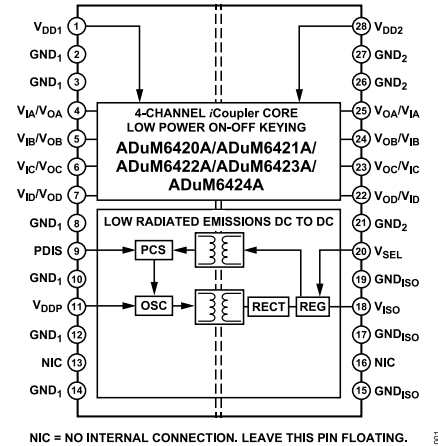 VDD1 1 28 VDD2
GND1 2 27 GND2
GND1 3 26 GND2
VIA/VOA 4 25 VOA/VIA
VIB/VOB 5 24 VOB/VIB
VIC/VOC 6 23 VOC/VIC
VID/VOD 7 22 VOD/VID
4-CHANNEL iCoupler CORE
LOW POWER ON-OFF KEYING
ADuM6420A/ADuM6421A/
ADuM6422A/ADuM6423A/
ADuM6424A
GND1 8 21 GND2
LOW RADIATED EMISSIONS DC TO DC
PDIS 9 PCS 20 VSEL
GND1 10 19 GNDISO
VDDP 11 OSC RECT REG 18 VISO
GND1 12 17 GNDISO
NIC 13 16 NIC
GND1 14 15 GNDISO
NIC = NO INTERNAL CONNECTION. LEAVE THIS PIN FLOATING.
001